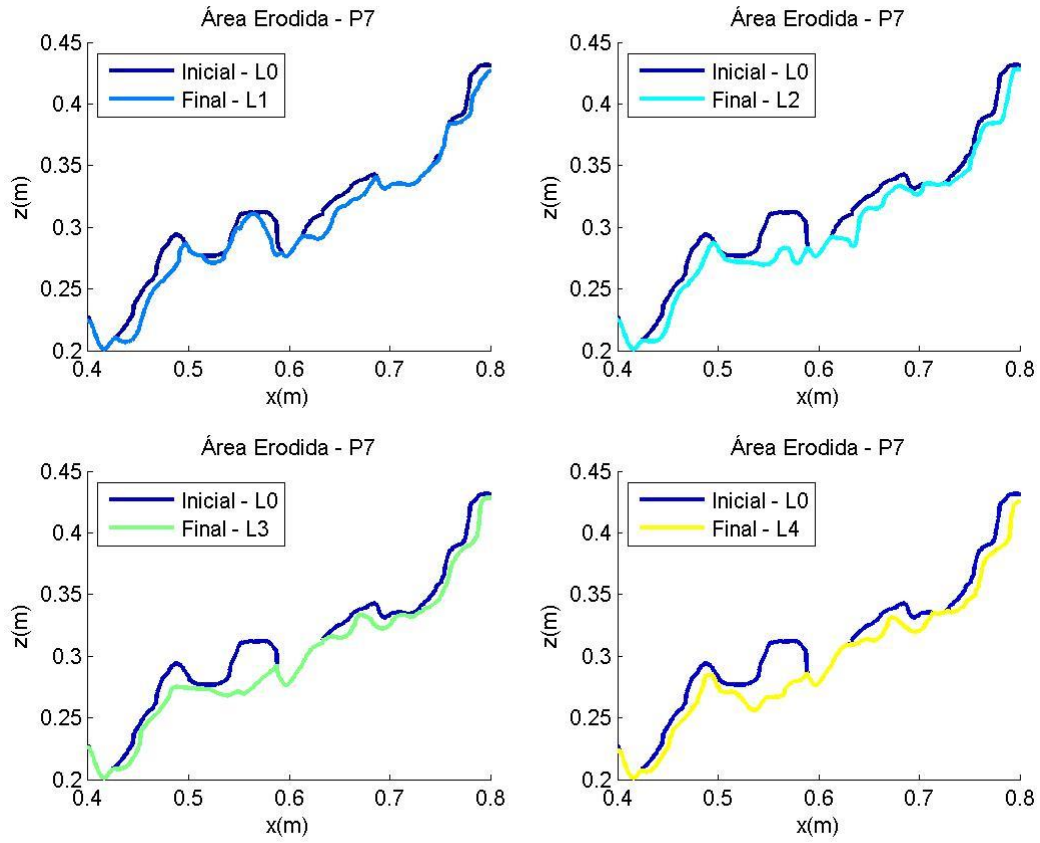 Área Erodida - P7
0.45
0.4
0.35
0.3
0.25
0.2
z(m)
Inicial - L0
Final - L1
0.4 0.5 0.6 0.7 0.8
x(m)
Área Erodida - P7
0.45
0.4
0.35
0.3
0.25
0.2
z(m)
Inicial - L0
Final - L2
0.4 0.5 0.6 0.7 0.8
x(m)
Área Erodida - P7
0.45
0.4
0.35
0.3
0.25
0.2
z(m)
Inicial - L0
Final - L3
0.4 0.5 0.6 0.7 0.8
x(m)
Área Erodida - P7
0.45
0.4
0.35
0.3
0.25
0.2
z(m)
Inicial - L0
Final - L4
0.4 0.5 0.6 0.7 0.8
x(m)